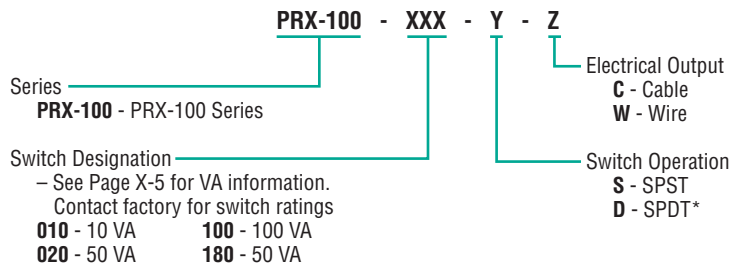 PRX-100 - XXX - Y - Z
Series
PRX-100 - PRX-100 Series
Switch Designation
– See Page X-5 for VA information.
Contact factory for switch ratings
010 - 10 VA 100 - 100 VA
020 - 50 VA 180 - 50 VA
Electrical Output
C - Cable
W - Wire
Switch Operation
S - SPST
D - SPDT*